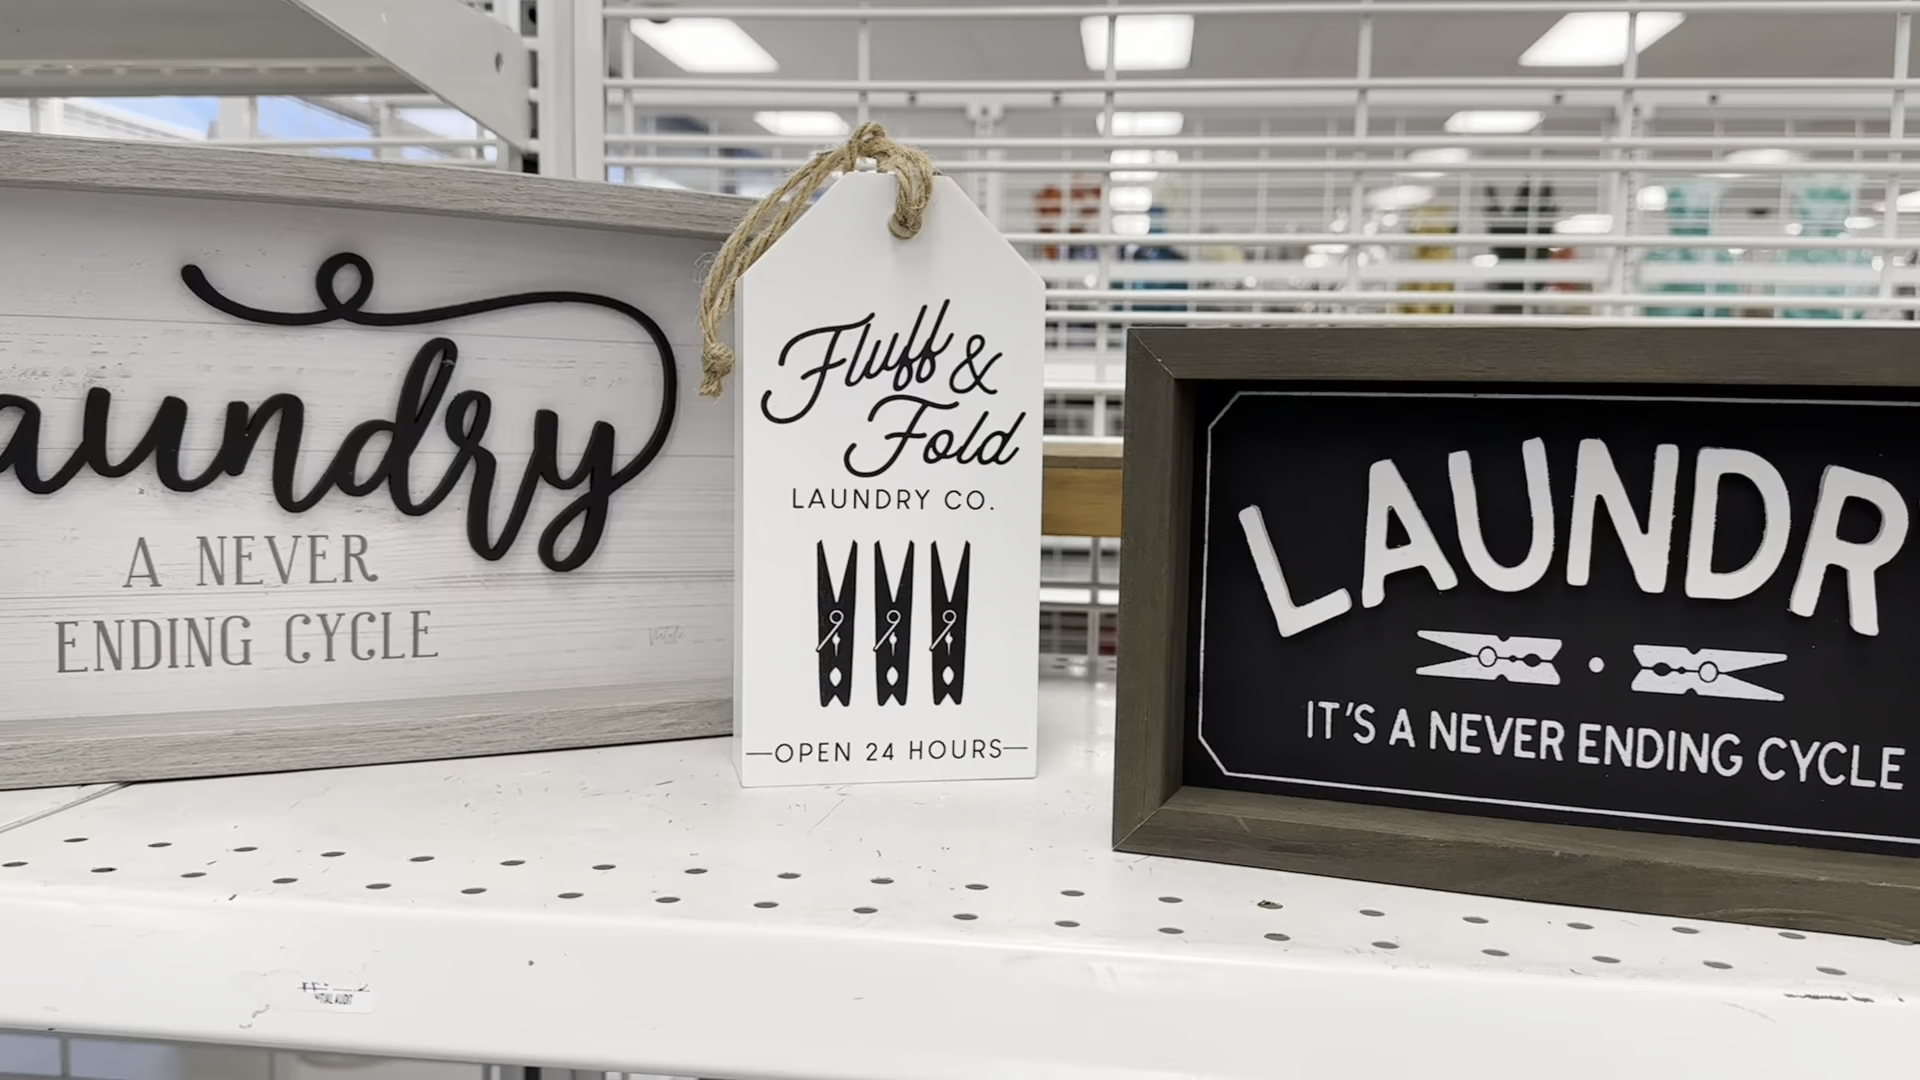 aundry
A NEVER
ENDING CYCLE
Fluff &
Fold
LAUNDRY CO.
OPEN 24 HOURS
LAUNDR
IT'S A NEVER ENDING CYCLE